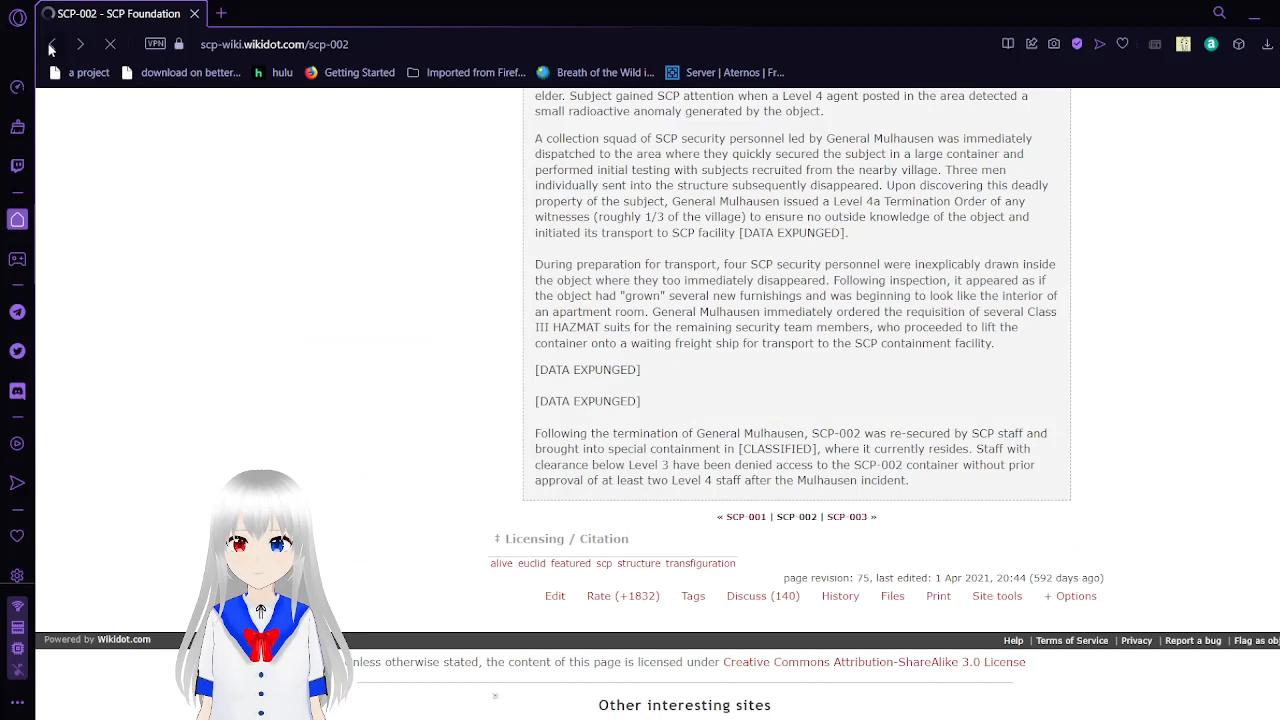 SCP-002 - SCP Foundation
VPN scp-wiki.wikidot.com/scp-002
a project download on better... hulu Getting Started Imported from Firef... Breath of the Wild i... Server | Aternos | Fr...
elder. Subject gained SCP attention when a Level 4 agent posted in the area detected a
small radioactive anomaly generated by the object.
A collection squad of SCP security personnel led by General Mulhausen was immediately
dispatched to the area where they quickly secured the subject in a large container and
performed initial testing with subjects recruited from the nearby village. Three men
individually sent into the structure subsequently disappeared. Upon discovering this deadly
property of the subject, General Mulhausen issued a Level 4a Termination Order of any
witnesses (roughly 1/3 of the village) to ensure no outside knowledge of the object and
initiated its transport to SCP facility [DATA EXPUNGED].
During preparation for transport, four SCP security personnel were inexplicably drawn inside
the object where they too immediately disappeared. Following inspection, it appeared as if
the object had "grown" several new furnishings and was beginning to look like the interior of
an apartment room. General Mulhausen immediately ordered the requisition of several Class
III HAZMAT suits for the remaining security team members, who proceeded to lift the
container onto a waiting freight ship for transport to the SCP containment facility.
[DATA EXPUNGED]
[DATA EXPUNGED]
Following the termination of General Mulhausen, SCP-002 was re-secured by SCP staff and
brought into special containment in [CLASSIFIED], where it currently resides. Staff with
clearance below Level 3 have been denied access to the SCP-002 container without prior
approval of at least two Level 4 staff after the Mulhausen incident.
« SCP-001 | SCP-002 | SCP-003 »
‡ Licensing / Citation
alive euclid featured scp structure transfiguration
page revision: 75, last edited: 1 Apr 2021, 20:44 (592 days ago)
Edit Rate (+1832) Tags Discuss (140) History Files Print Site tools + Options
Powered by Wikidot.com Help | Terms of Service | Privacy | Report a bug | Flag as obj
nless otherwise stated, the content of this page is licensed under Creative Commons Attribution-ShareAlike 3.0 License
Other interesting sites